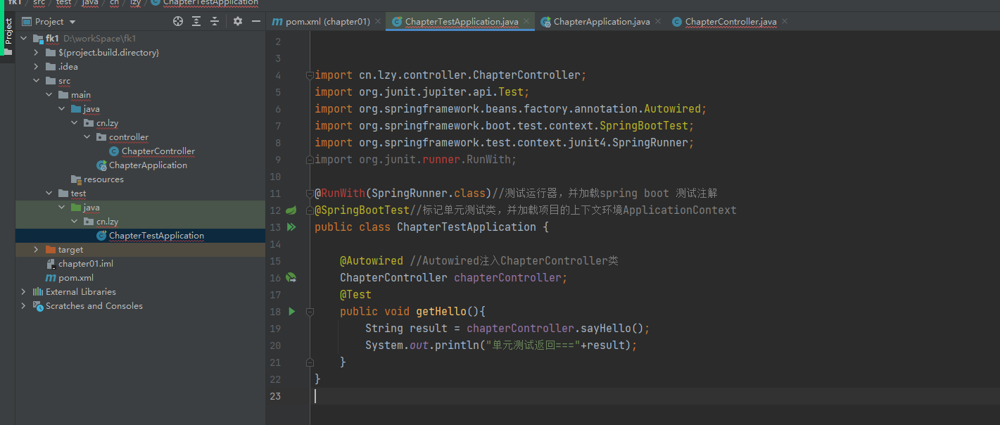 fk1 src test java cn lzy ChapterTestApplication
Project
Project
pom.xml (chapter01)
ChapterTestApplication.java
ChapterApplication.java
ChapterController.java
fk1 D:\workSpace\fk1
${project.build.directory}
.idea
src
main
java
cn.lzy
controller
ChapterController
ChapterApplication
resources
test
java
cn.lzy
ChapterTestApplication
target
chapter01.iml
pom.xml
External Libraries
Scratches and Consoles
2
3
4 import cn.lzy.controller.ChapterController;
5 import org.junit.jupiter.api.Test;
6 import org.springframework.beans.factory.annotation.Autowired;
7 import org.springframework.boot.test.context.SpringBootTest;
8 import org.springframework.test.context.junit4.SpringRunner;
9 import org.junit.runner.RunWith;
10
11 @RunWith(SpringRunner.class)//测试运行器，并加载spring boot 测试注解
12 @SpringBootTest//标记单元测试类，并加载项目的上下文环境ApplicationContext
13 public class ChapterTestApplication {
14
15 @Autowired //Autowired注入ChapterController类
16 ChapterController chapterController;
17 @Test
18 public void getHello(){
19 String result = chapterController.sayHello();
20 System.out.println("单元测试返回==="+result);
21 }
22 }
23